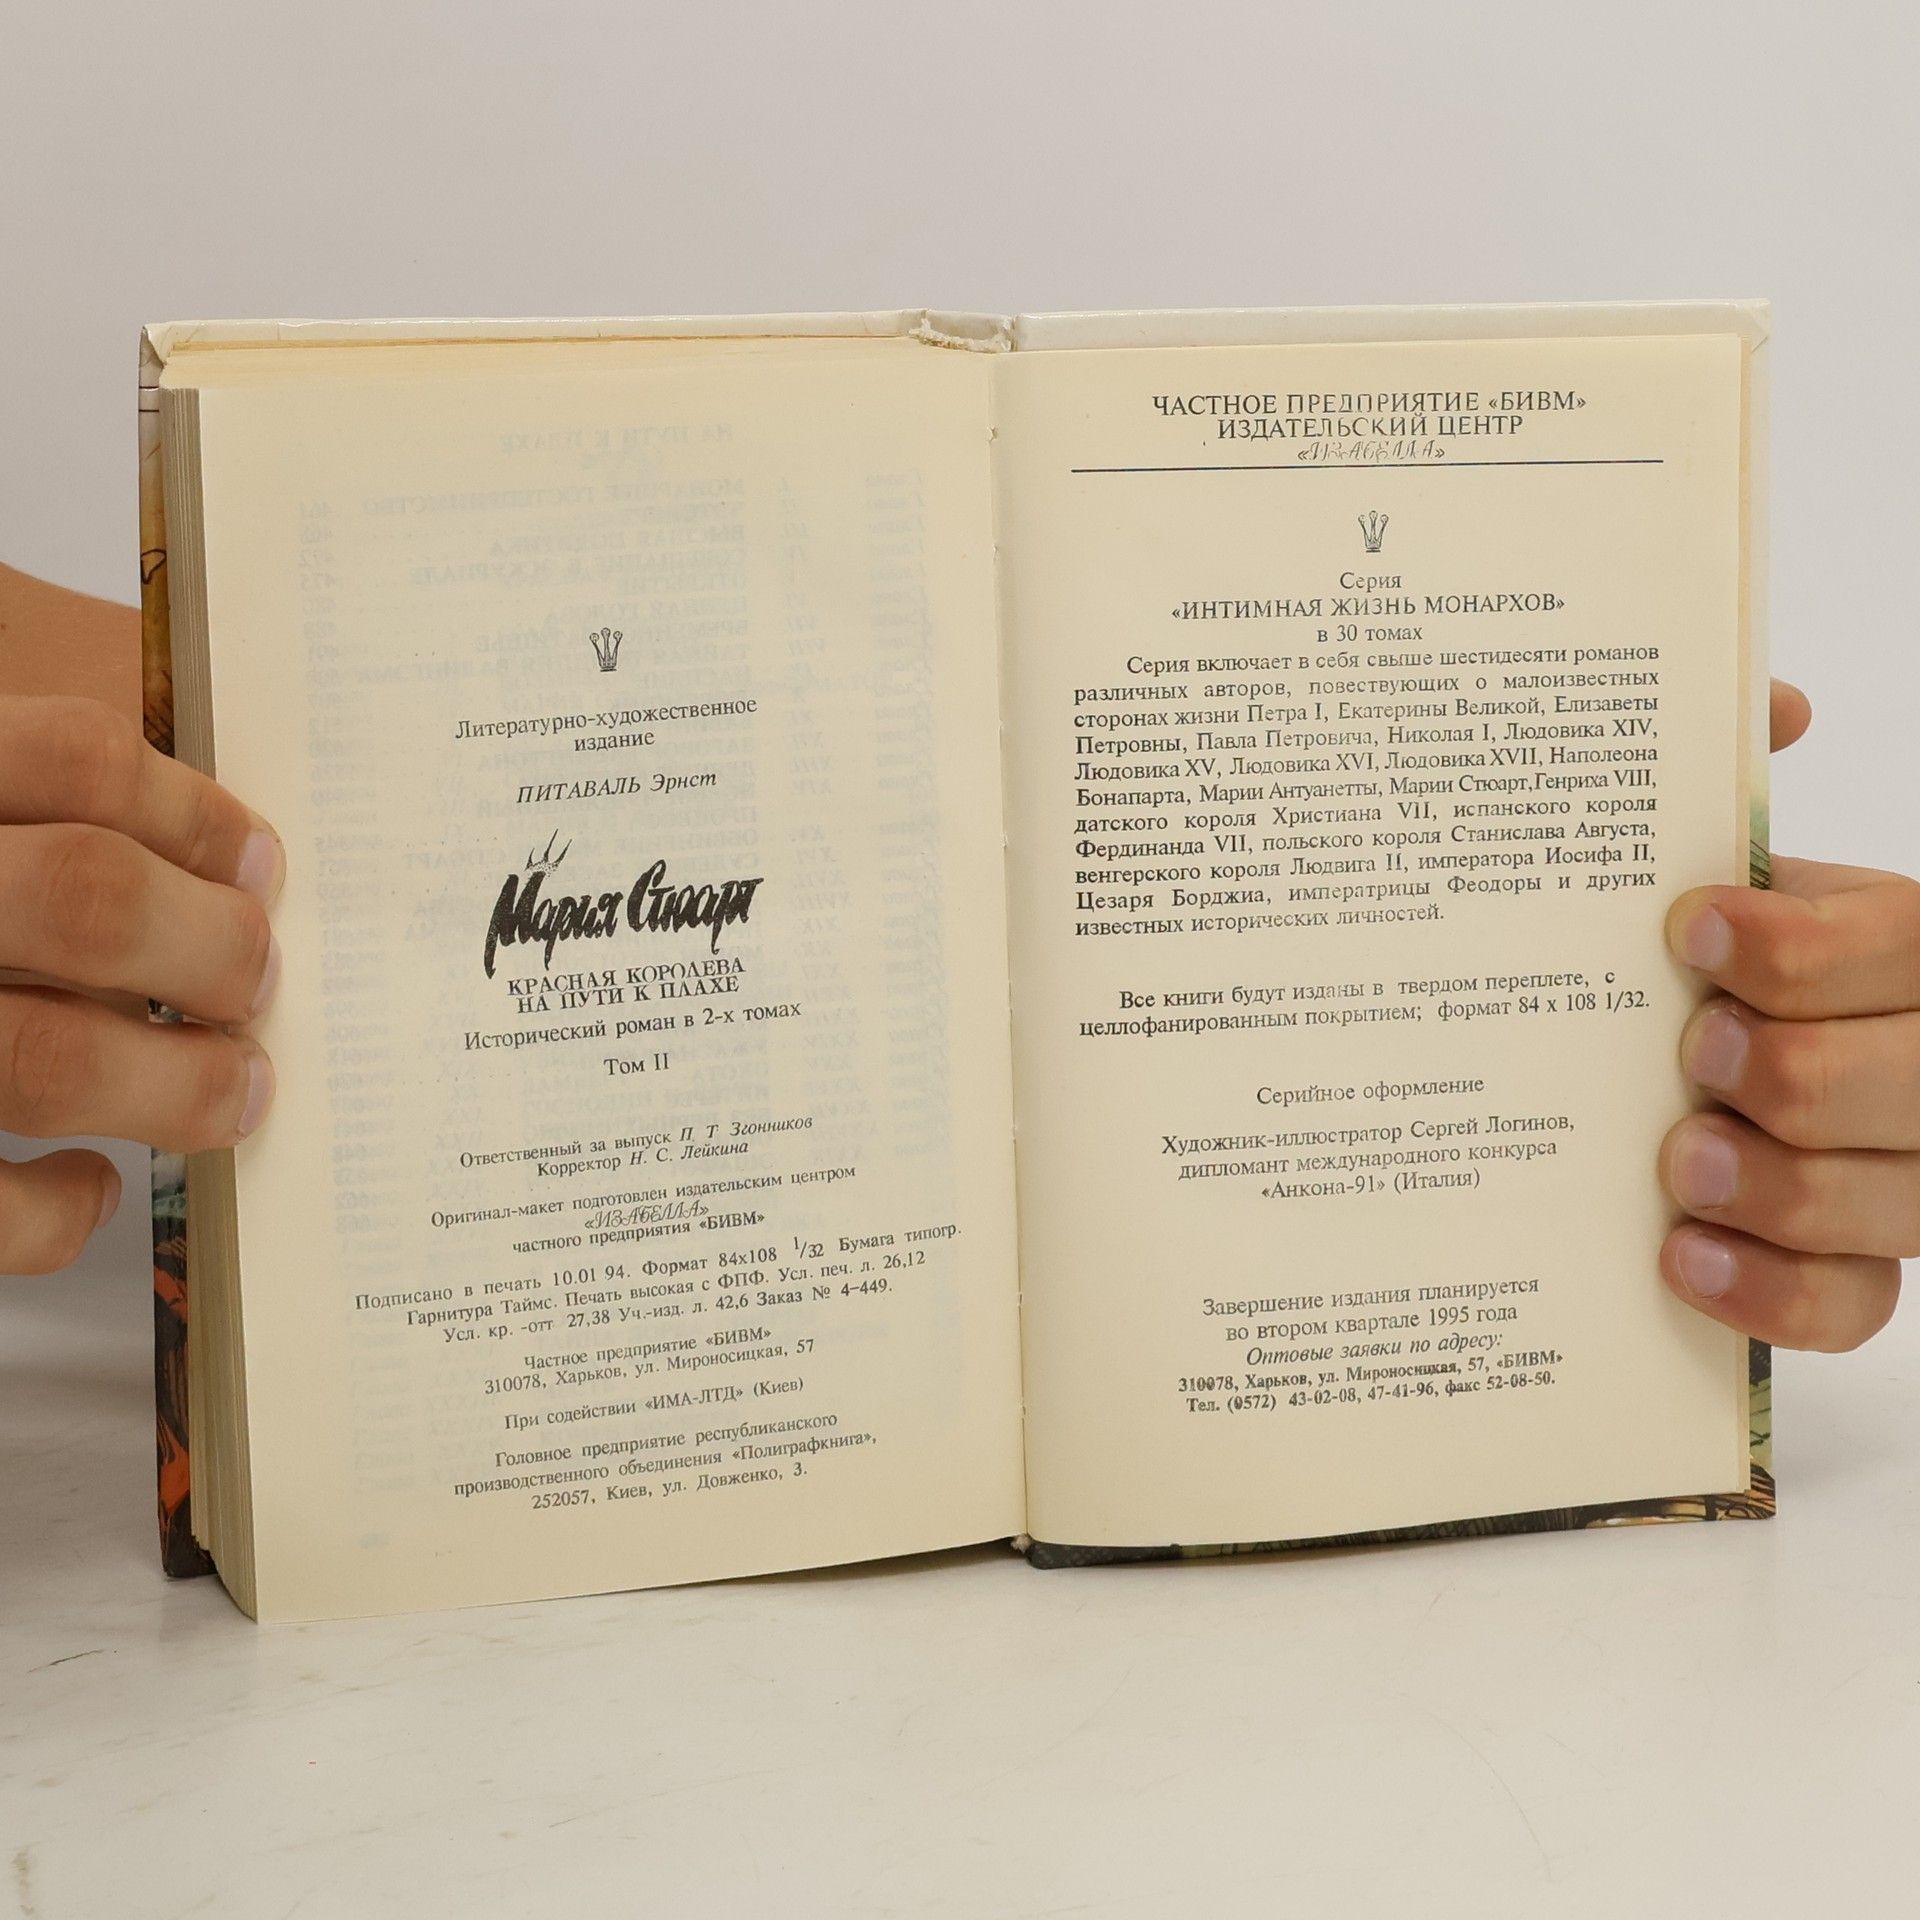 Литературно-художественное
издание
ПИТАВАЛЬ Эрнст
Мария Стюарт
КРАСНАЯ КОРОЛЕВА
НА ПУТИ К ПЛАХЕ
Исторический роман в 2-х томах
Том II
Ответственный за выпуск П. Т Згонников
Корректор Н. С. Лейкина
Оригинал-макет подготовлен издательским центром
«ИЗАБЕЛЛА»
частного предприятия «БИВМ»
Подписано в печать 10.01 94. Формат 84х108 1/32 Бумага типогр.
Гарнитура Таймс. Печать высокая с ФПФ. Усл. печ. л. 26,12
Усл. кр. -отт 27,38 Уч.-изд. л. 42,6 Заказ № 4-449.
Частное предприятие «БИВМ»
310078, Харьков, ул. Мироносицкая, 57
При содействии «ИМА-ЛТД» (Киев)
Головное предприятие республиканского
производственного объединения «Полиграфкнига»,
252057, Киев, ул. Довженко, 3.
ЧАСТНОЕ ПРЕДПРИЯТИЕ «БИВМ»
ИЗДАТЕЛЬСКИЙ ЦЕНТР
«ИЗАБЕЛЛА»
Серия
«ИНТИМНАЯ ЖИЗНЬ МОНАРХОВ»
в 30 томах
Серия включает в себя свыше шестидесяти романов
различных авторов, повествующих о малоизвестных
сторонах жизни Петра I, Екатерины Великой, Елизаветы
Петровны, Павла Петровича, Николая I, Людовика XIV,
Людовика XV, Людовика XVI, Людовика XVII, Наполеона
Бонапарта, Марии Антуанетты, Марии Стюарт,Генриха VIII,
датского короля Христиана VII, испанского короля
Фердинанда VII, польского короля Станислава Августа,
венгерского короля Людвига II, императора Иосифа II,
Цезаря Борджиа, императрицы Феодоры и других
известных исторических личностей.
Все книги будут изданы в твердом переплете, с
целлофанированным покрытием; формат 84 х 108 1/32.
Серийное оформление
Художник-иллюстратор Сергей Логинов,
дипломант международного конкурса
«Анкона-91» (Италия)
Завершение издания планируется
во втором квартале 1995 года
Оптовые заявки по адресу:
310078, Харьков, ул. Мироносицкая, 57, «БИВМ»
Тел. (0572) 43-02-08, 47-41-96, факс 52-08-50.